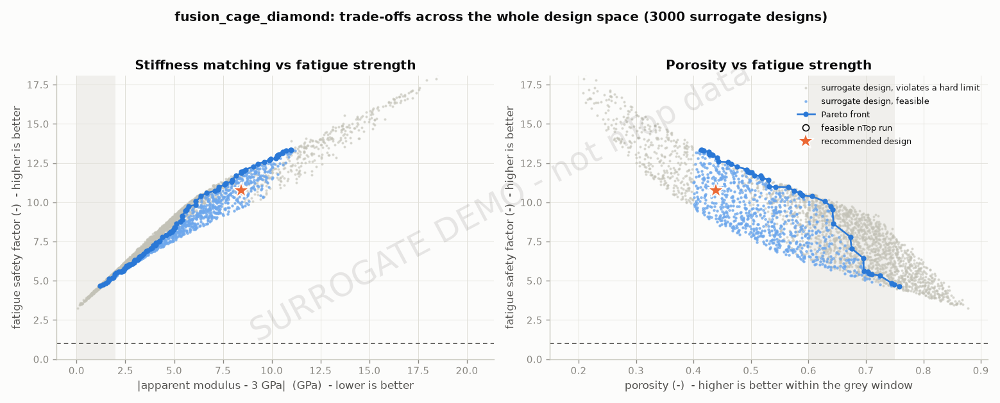 fusion_cage_diamond: trade-offs across the whole design space (3000 surrogate designs)
Stiffness matching vs fatigue strength
fatigue safety factor (-)  - higher is better
17.5
15.0
12.5
10.0
7.5
5.0
2.5
0.0
0.0
2.5
5.0
7.5
10.0
12.5
15.0
17.5
20.0
|apparent modulus - 3 GPa|  (GPa)  - lower is better
Porosity vs fatigue strength
fatigue safety factor (-)  - higher is better
17.5
15.0
12.5
10.0
7.5
5.0
2.5
0.0
surrogate design, violates a hard limit
surrogate design, feasible
Pareto front
feasible nTop run
recommended design
0.2
0.3
0.4
0.5
0.6
0.7
0.8
0.9
porosity (-)  - higher is better within the grey window
SURROGATE DEMO - not nTop data